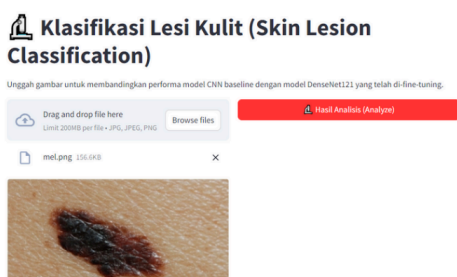 Klasifikasi Lesi Kulit (Skin Lesion
Classification)
Unggah gambar untuk membandingkan performa model CNN baseline dengan model DenseNet121 yang telah di-fine-tuning.
Drag and drop file here
Limit 200MB per file • JPG, JPEG, PNG
Browse files
Hasil Analisis (Analyze)
mel.png 156.6KB